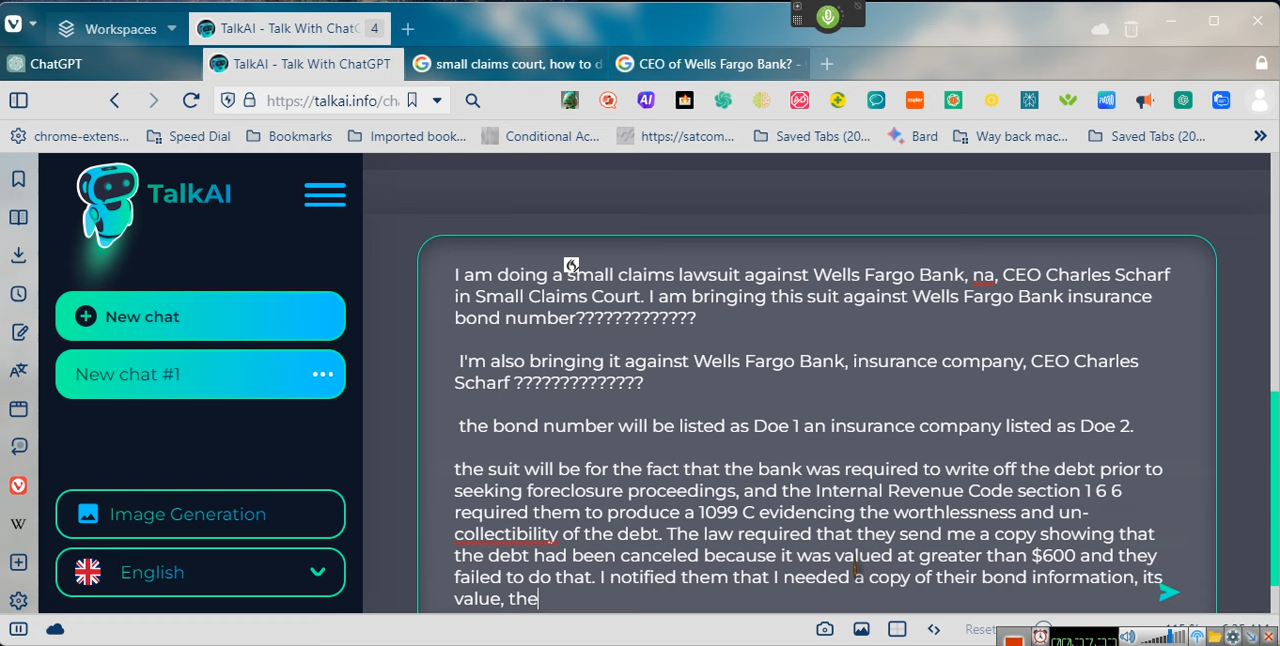 Workspaces
TalkAI - Talk With ChatG
4
ChatGPT
TalkAI - Talk With ChatGPT
small claims court, how to d
CEO of Wells Fargo Bank? -
https://talkai.info/ch
chrome-extens...
Speed Dial
Bookmarks
Imported book...
Conditional Ac...
https://satcom...
Saved Tabs (20...
Bard
Way back mac...
Saved Tabs (20...
TalkAI
New chat
New chat #1
Image Generation
English
I am doing a small claims lawsuit against Wells Fargo Bank, na, CEO Charles Scharf
in Small Claims Court. I am bringing this suit against Wells Fargo Bank insurance
bond number?????????????
I'm also bringing it against Wells Fargo Bank, insurance company, CEO Charles
Scharf ??????????????
the bond number will be listed as Doe 1 an insurance company listed as Doe 2.
the suit will be for the fact that the bank was required to write off the debt prior to
seeking foreclosure proceedings, and the Internal Revenue Code section 1 6 6
required them to produce a 1099 C evidencing the worthlessness and un-
collectibility of the debt. The law required that they send me a copy showing that
the debt had been canceled because it was valued at greater than $600 and they
failed to do that. I notified them that I needed a copy of their bond information, its
value, the
Reset